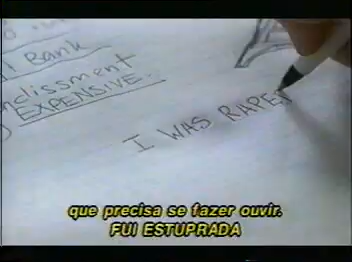 Bank
ndissment
EXPENSIVE
I WAS RAPE
que precisa se fazer ouvir.
FUI ESTUPRADA